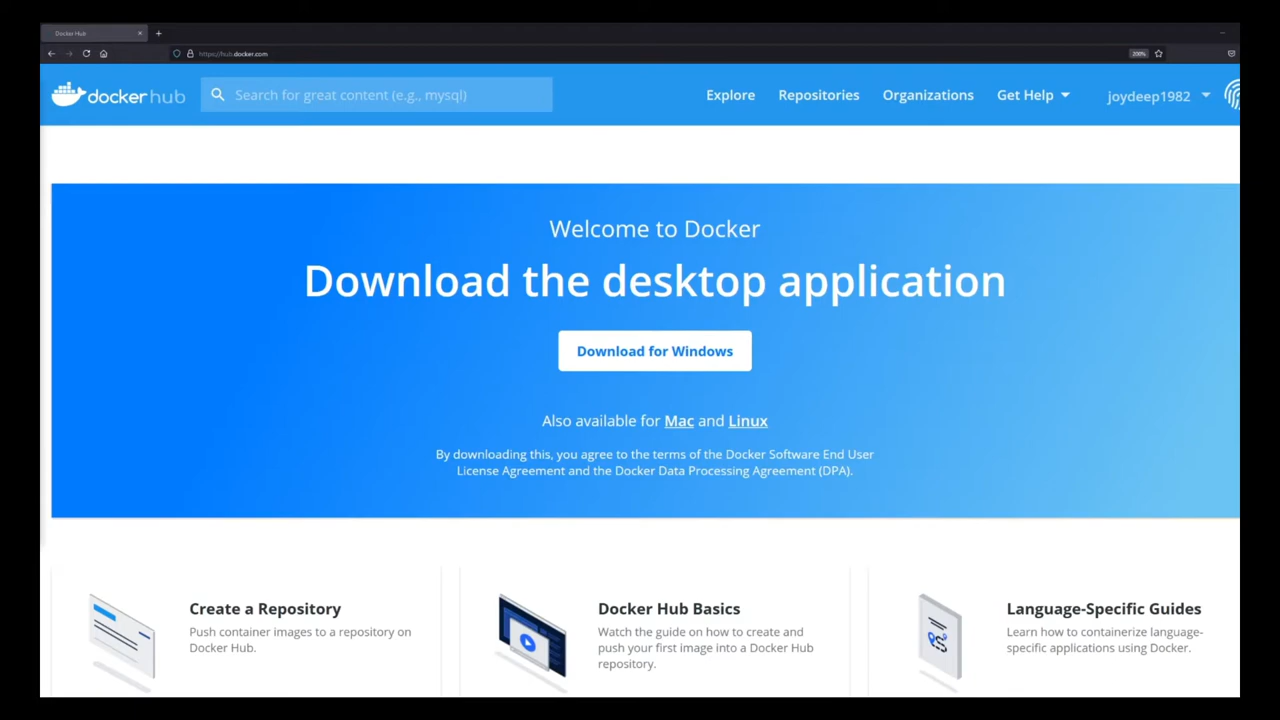 Docker Hub
https://hub.docker.com
200%
docker hub
Search for great content (e.g., mysql)
Explore
Repositories
Organizations
Get Help
joydeep1982
Welcome to Docker
Download the desktop application
Download for Windows
Also available for Mac and Linux
By downloading this, you agree to the terms of the Docker Software End User
License Agreement and the Docker Data Processing Agreement (DPA).
Create a Repository
Push container images to a repository on
Docker Hub.
Docker Hub Basics
Watch the guide on how to create and
push your first image into a Docker Hub
repository.
Language-Specific Guides
Learn how to containerize language-
specific applications using Docker.